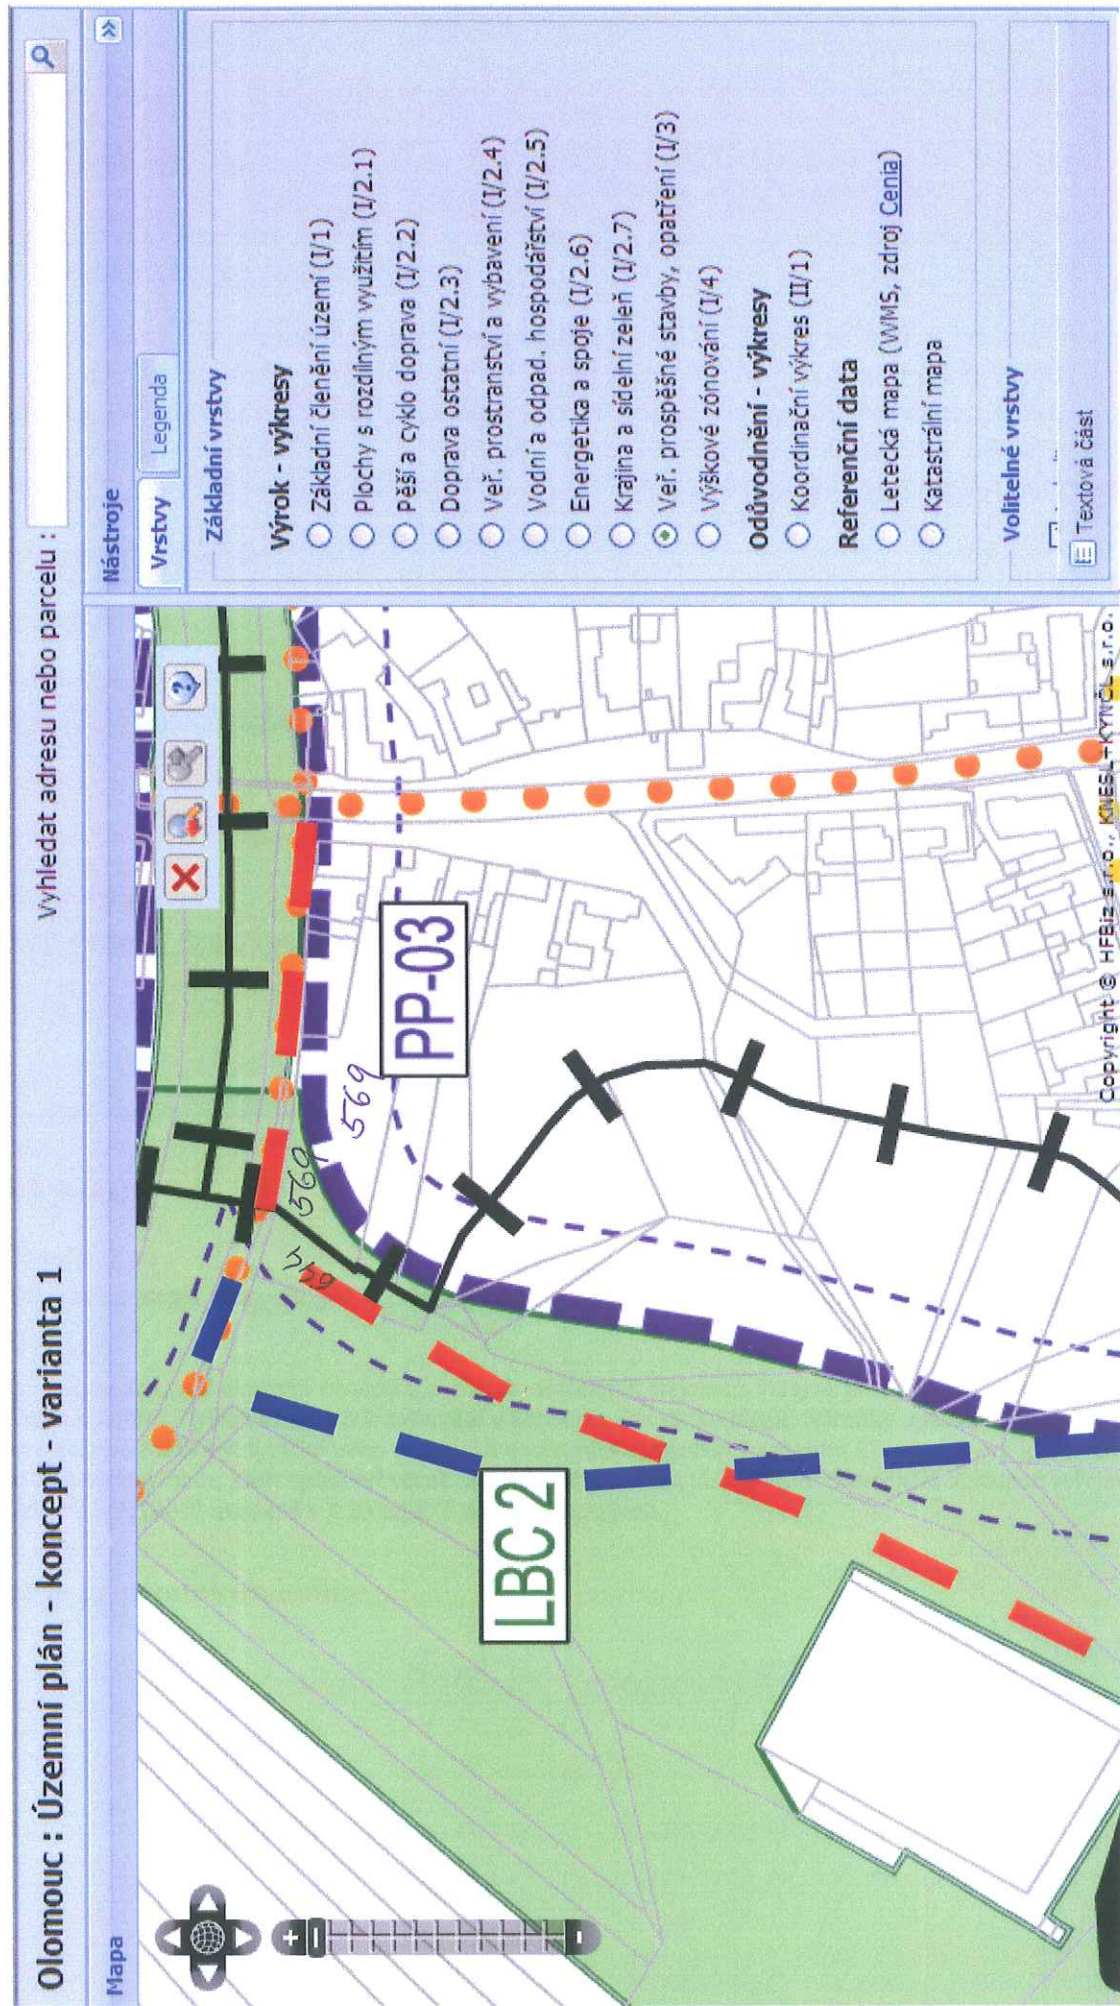 Olomouc : Územní plán - koncept - varianta 1
Vyhledat adresu nebo parcelu :
Mapa
Nástroje
Vrstvy
Legenda
Základní vrstvy
Výrok - výkresy
Základní členění území (I/1)
Plochy s rozdílným využitím (I/2.1)
Pěší a cyklo doprava (I/2.2)
Doprava ostatní (I/2.3)
Veř. prostranství a vybavení (I/2.4)
Vodní a odpad. hospodářství (I/2.5)
Energetika a spoje (I/2.6)
Krajina a sídelní zeleň (I/2.7)
Veř. prospěšné stavby, opatření (I/3)
Výškové zónování (I/4)
Odůvodnění - výkresy
Koordinační výkres (II/1)
Referenční data
Letecká mapa (WMS, zdroj Cenia)
Katastrální mapa
Volitelné vrstvy
Textová část
569
569
PP-03
LBC 2
Copyright © HFBiz s.r.o., KNESL+KYNČL s.r.o.